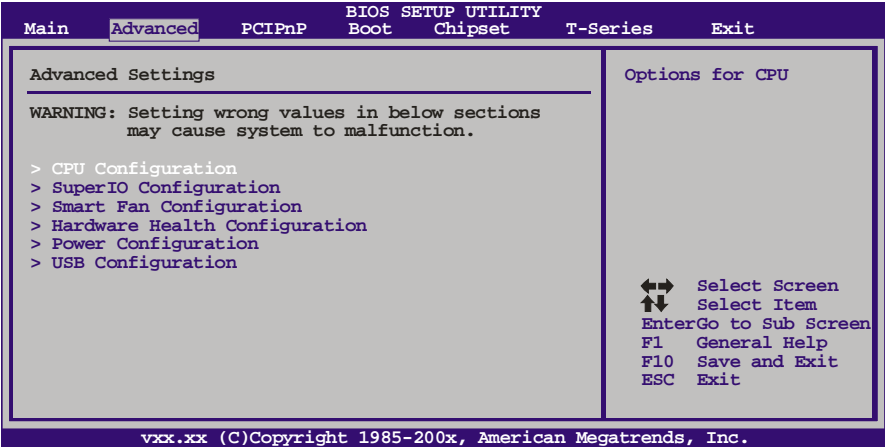 BIOS SETUP UTILITY
Main Advanced PCIPnP Boot Chipset T-Series Exit
Advanced Settings
WARNING: Setting wrong values in below sections
may cause system to malfunction.
> CPU Configuration
> SuperIO Configuration
> Smart Fan Configuration
> Hardware Health Configuration
> Power Configuration
> USB Configuration
Options for CPU
Select Screen
Select Item
EnterGo to Sub Screen
F1 General Help
F10 Save and Exit
ESC Exit
vxx.xx (C)Copyright 1985-200x, American Megatrends, Inc.